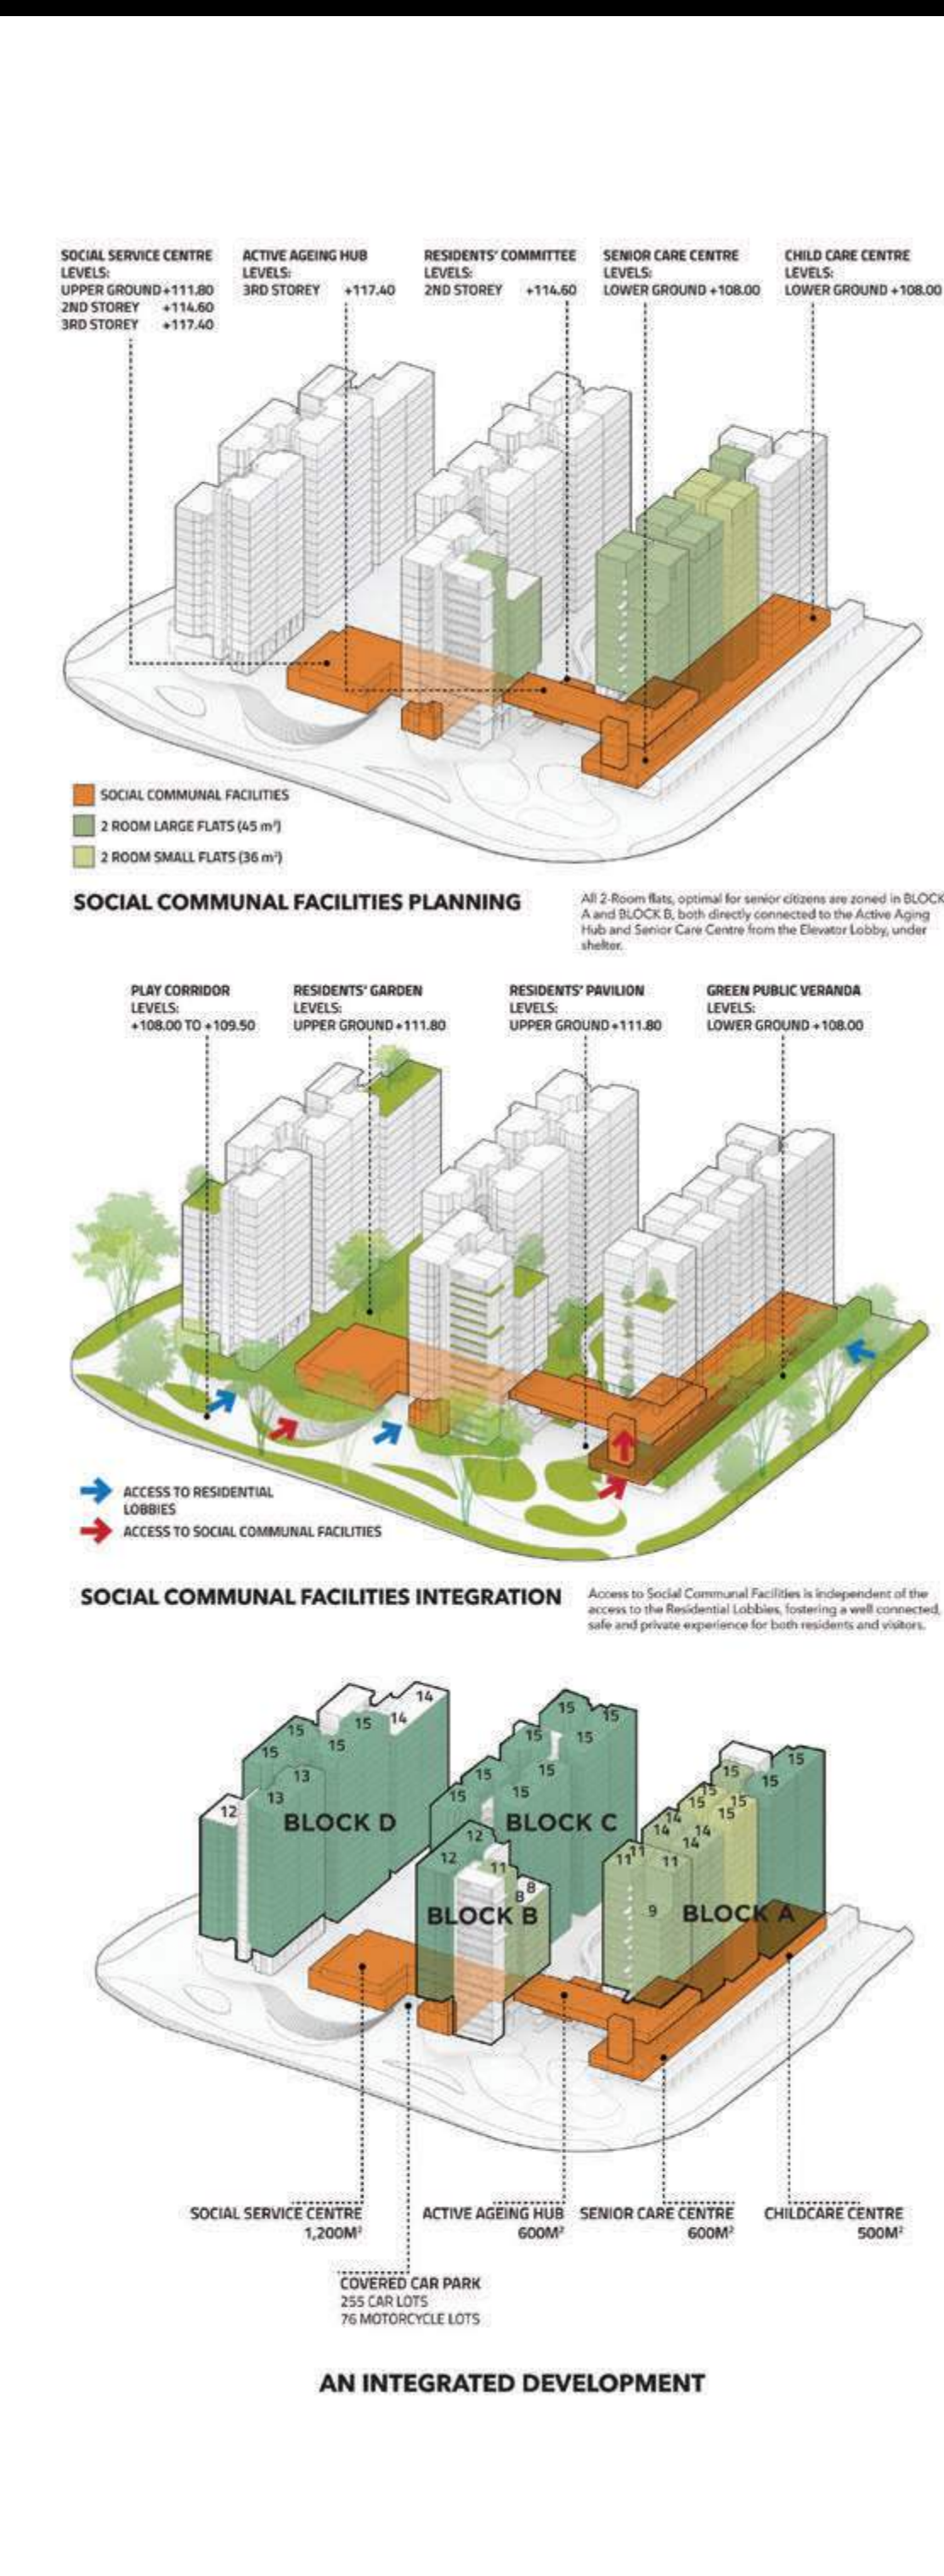 SOCIAL SERVICE CENTRE
LEVELS:
UPPER GROUND+111.80
2ND STOREY +114.60
3RD STOREY +117.40
ACTIVE AGEING HUB
LEVELS:
3RD STOREY +117.40
RESIDENTS' COMMITTEE
LEVELS:
2ND STOREY +114.60
SENIOR CARE CENTRE
LEVELS:
LOWER GROUND +108.00
CHILD CARE CENTRE
LEVELS:
LOWER GROUND +108.00
SOCIAL COMMUNAL FACILITIES
2 ROOM LARGE FLATS (45 m²)
2 ROOM SMALL FLATS (36 m²)
SOCIAL COMMUNAL FACILITIES PLANNING
All 2-Room flats, optimal for senior citizens are zoned in BLOCK
A and BLOCK B, both directly connected to the Active Aging
Hub and Senior Care Centre from the Elevator Lobby, under
shelter.
PLAY CORRIDOR
LEVELS:
+108.00 TO +109.50
RESIDENTS' GARDEN
LEVELS:
UPPER GROUND+111.80
RESIDENTS' PAVILION
LEVELS:
UPPER GROUND+111.80
GREEN PUBLIC VERANDA
LEVELS:
LOWER GROUND +108.00
ACCESS TO RESIDENTIAL
LOBBIES
ACCESS TO SOCIAL COMMUNAL FACILITIES
SOCIAL COMMUNAL FACILITIES INTEGRATION
Access to Social Communal Facilities is independent of the
access to the Residential Lobbies, fostering a well connected,
safe and private experience for both residents and visitors.
14
14
15
15
15
15
13
13
12
BLOCK D
15
15
15
15
15
15
15
15
BLOCK C
12
12
11
8
8
BLOCK B
15
15
15
15
15
15
15
14
14
14
14
11
11
11
9
BLOCK A
SOCIAL SERVICE CENTRE
1,200M²
ACTIVE AGEING HUB
600M²
SENIOR CARE CENTRE
600M²
CHILDCARE CENTRE
500M²
COVERED CAR PARK
255 CAR LOTS
76 MOTORCYCLE LOTS
AN INTEGRATED DEVELOPMENT